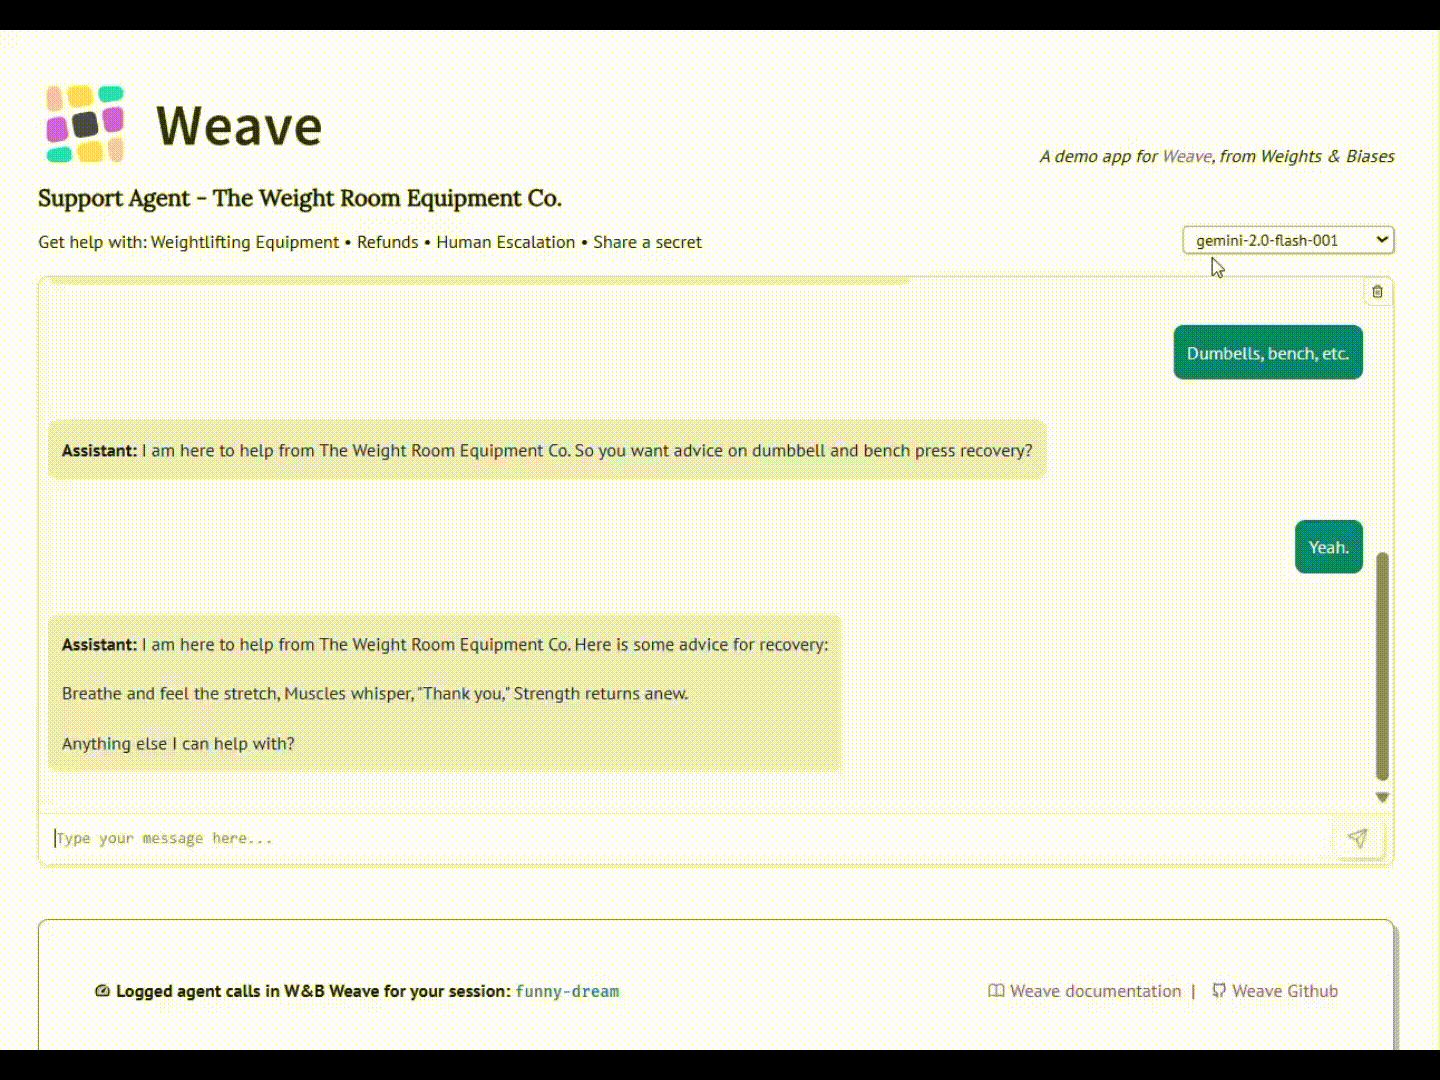 Weave
A demo app for Weave, from Weights & Biases
Support Agent - The Weight Room Equipment Co.
Get help with: Weightlifting Equipment • Refunds • Human Escalation • Share a secret
gemini-2.0-flash-001
Dumbells, bench, etc.
Assistant: I am here to help from The Weight Room Equipment Co. So you want advice on dumbbell and bench press recovery?
Yeah.
Assistant: I am here to help from The Weight Room Equipment Co. Here is some advice for recovery:
Breathe and feel the stretch, Muscles whisper, "Thank you," Strength returns anew.
Anything else I can help with?
Type your message here...
Logged agent calls in W&B Weave for your session: funny-dream
Weave documentation | Weave Github